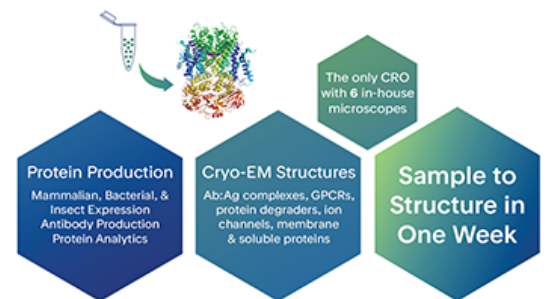 The only CRO
with 6 in-house
microscopes
Protein Production
Mammalian, Bacterial, &
Insect Expression
Antibody Production
Protein Analytics
Cryo-EM Structures
Ab:Ag complexes, GPCRs,
protein degraders, ion
channels, membrane
& soluble proteins
Sample to
Structure in
One Week